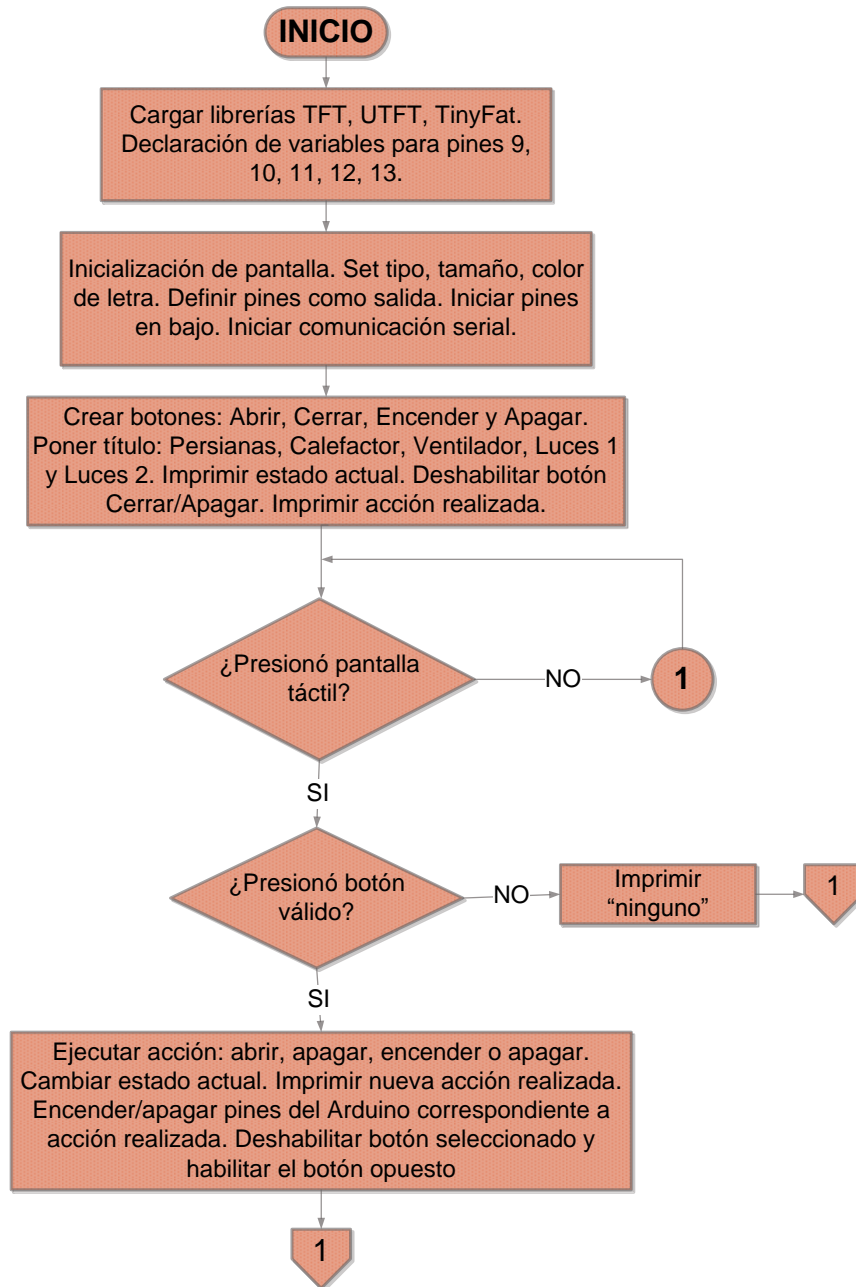 INICIO
Cargar librerías TFT, UTFT, TinyFat.
Declaración de variables para pines 9,
10, 11, 12, 13.
Inicialización de pantalla. Set tipo, tamaño, color
de letra. Definir pines como salida. Iniciar pines
en bajo. Iniciar comunicación serial.
Crear botones: Abrir, Cerrar, Encender y Apagar.
Poner título: Persianas, Calefactor, Ventilador, Luces 1
y Luces 2. Imprimir estado actual. Deshabilitar botón
Cerrar/Apagar. Imprimir acción realizada.
¿Presionó pantalla
táctil?
NO
1
SI
¿Presionó botón
válido?
NO
Imprimir
“ninguno”
1
SI
Ejecutar acción: abrir, apagar, encender o apagar.
Cambiar estado actual. Imprimir nueva acción realizada.
Encender/apagar pines del Arduino correspondiente a
acción realizada. Deshabilitar botón seleccionado y
habilitar el botón opuesto
1